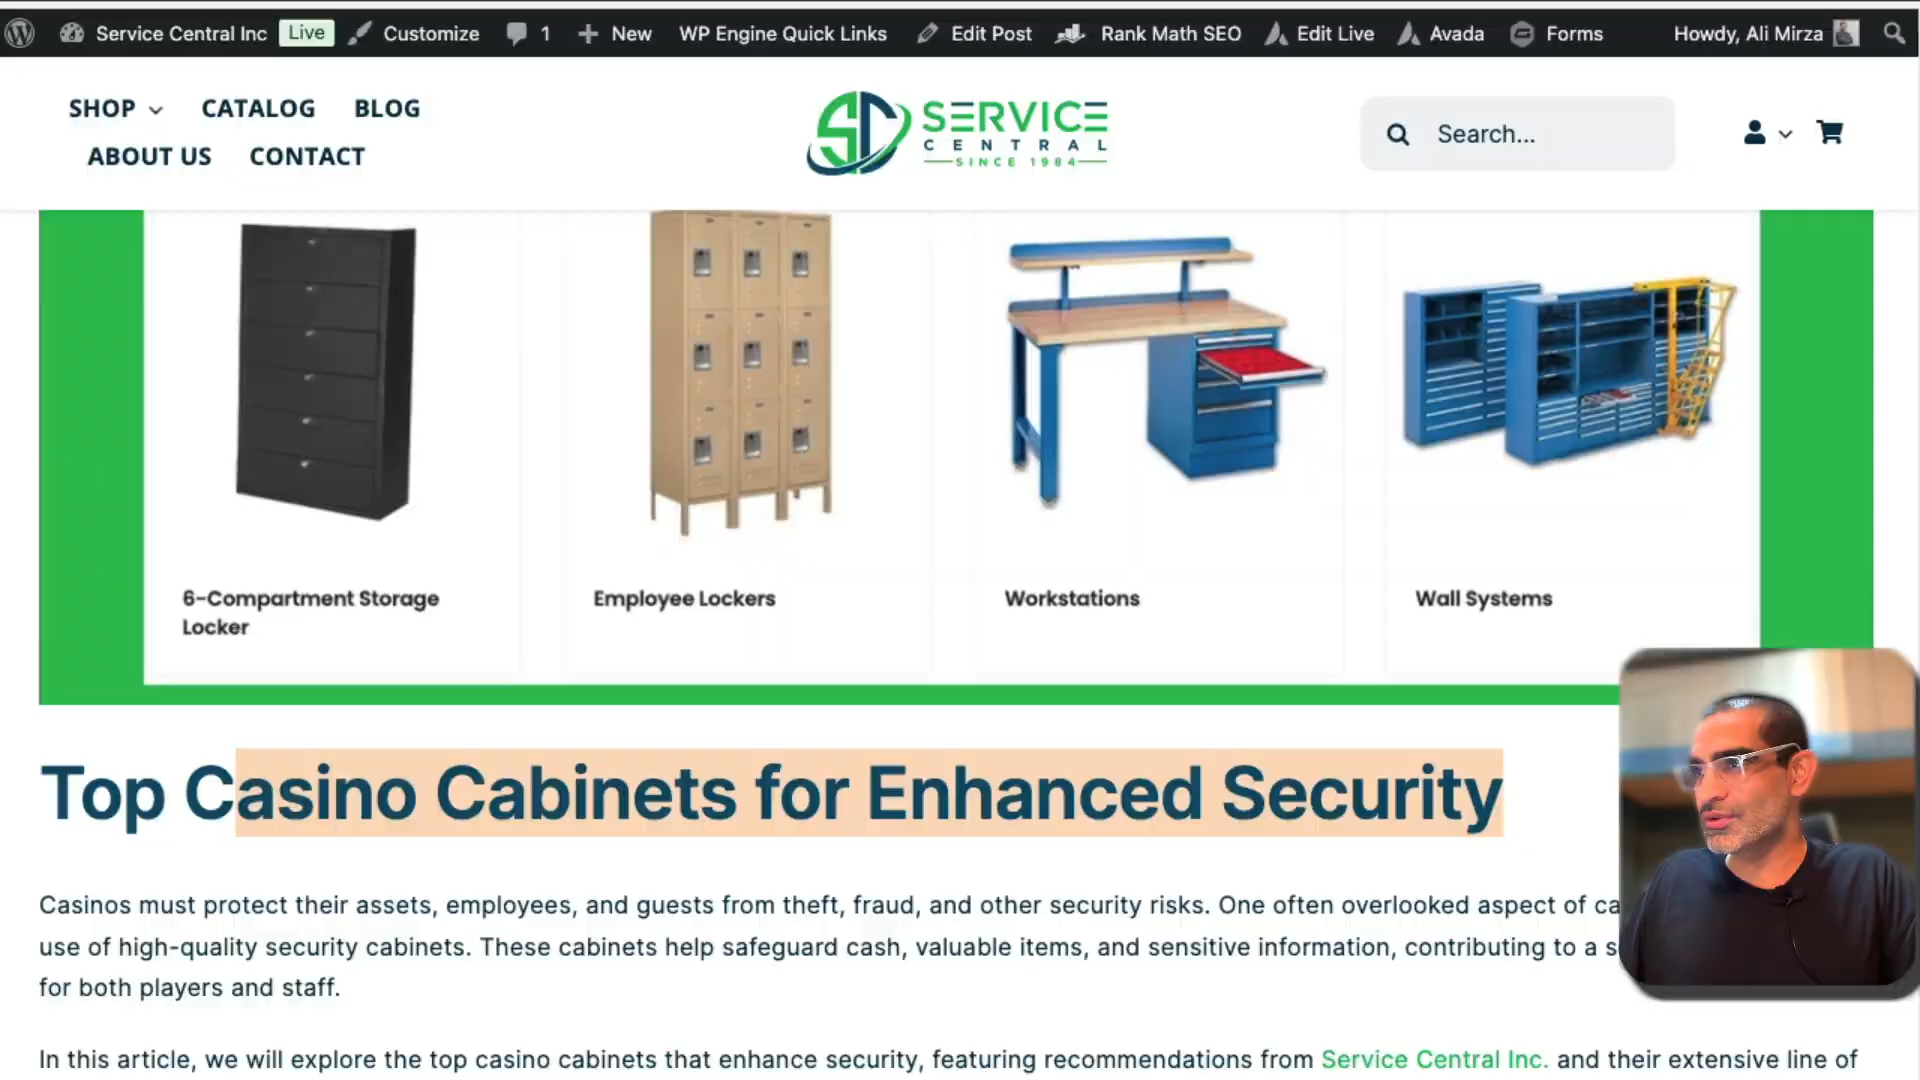 Service Central Inc Live Customize 1 New WP Engine Quick Links Edit Post Rank Math SEO Edit Live Avada Forms Howdy, Ali Mirza
SHOP CATALOG BLOG
ABOUT US CONTACT
SERVICE
CENTRAL
SINCE 1984
Search...
6-Compartment Storage
Locker
Employee Lockers
Workstations
Wall Systems
Top Casino Cabinets for Enhanced Security
Casinos must protect their assets, employees, and guests from theft, fraud, and other security risks. One often overlooked aspect of ca
use of high-quality security cabinets. These cabinets help safeguard cash, valuable items, and sensitive information, contributing to a s
for both players and staff.
In this article, we will explore the top casino cabinets that enhance security, featuring recommendations from Service Central Inc. and their extensive line of